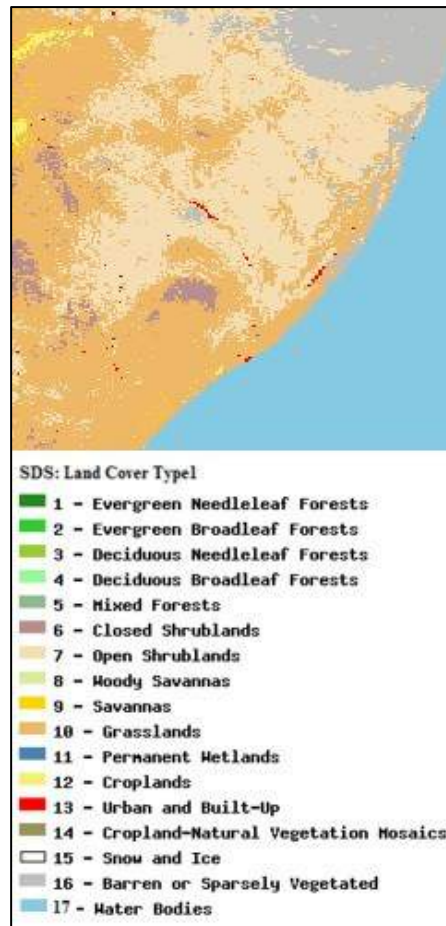 SDS: Land Cover Type1
1 - Evergreen Needleleaf Forests
2 - Evergreen Broadleaf Forests
3 - Deciduous Needleleaf Forests
4 - Deciduous Broadleaf Forests
5 - Mixed Forests
6 - Closed Shrublands
7 - Open Shrublands
8 - Woody Savannas
9 - Savannas
10 - Grasslands
11 - Permanent Wetlands
12 - Croplands
13 - Urban and Built-Up
14 - Cropland-Natural Vegetation Mosaics
15 - Snow and Ice
16 - Barren or Sparsely Vegetated
17 - Water Bodies